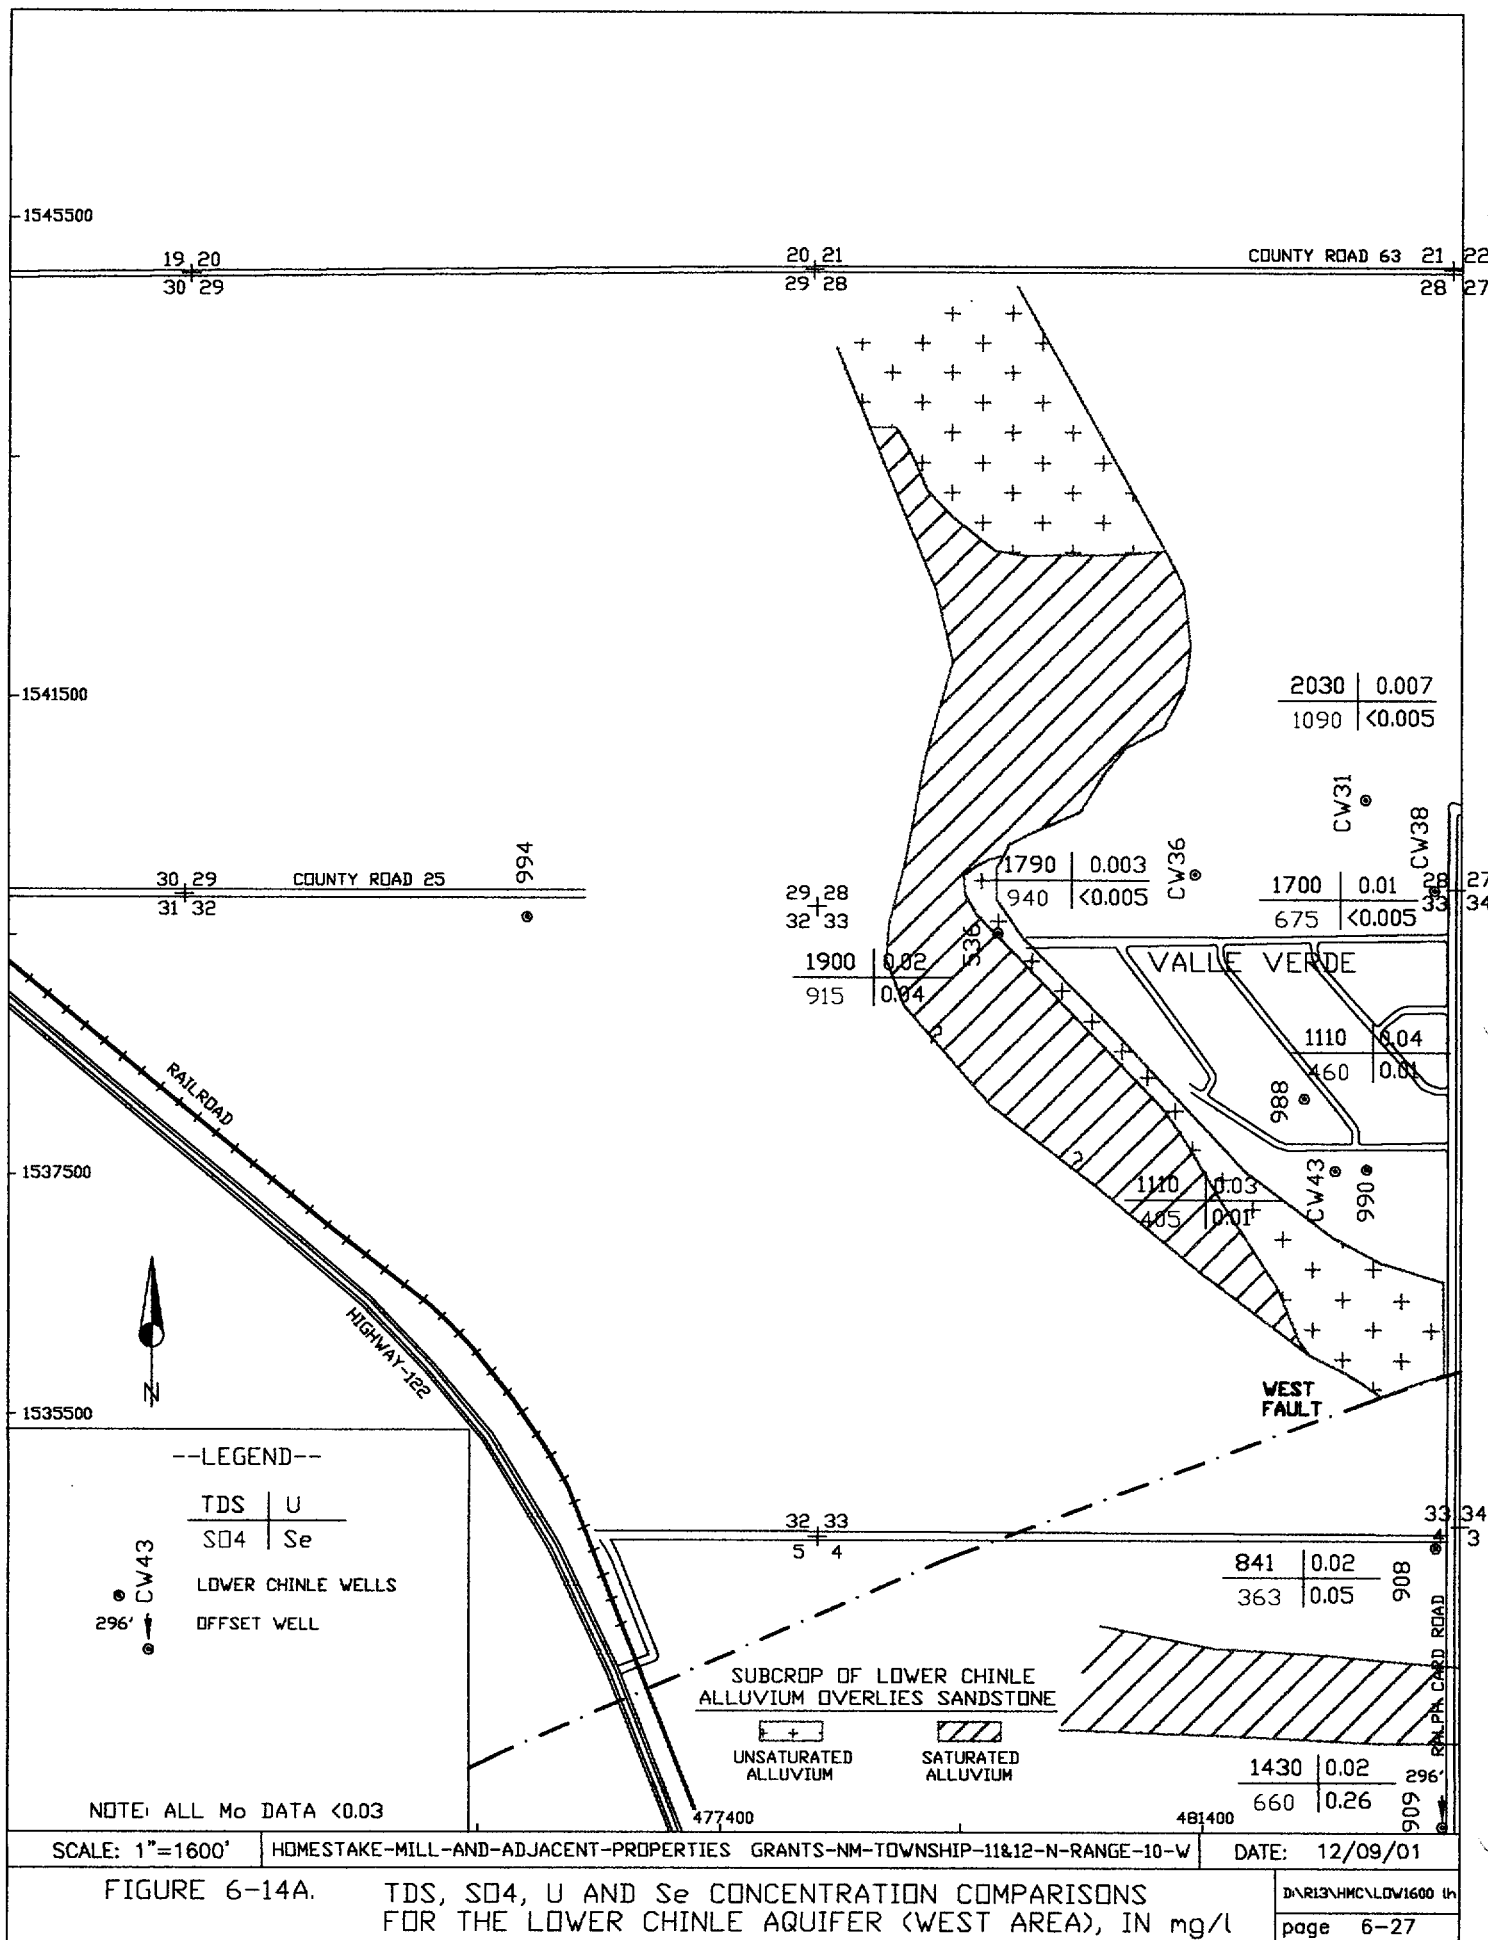 1545500
19 20
20 21
COUNTY ROAD 63 21 22
30 29
29 28
28 27
1541500
2030 0.007
1090 <0.005
CW31
CW38
CW36
994
30 29
COUNTY ROAD 25
31 32
29 28
32 33
1790 0.003
940 <0.005
1700 0.01
675 <0.005
28 27
33 34
536
1900 0.02
915 0.04
VALLE VERDE
?
1110 0.04
460 0.01
988
RAILROAD
1537500
?
1110 0.03
405 0.01
CW43
990
HIGHWAY-122
N
1535500
WEST
FAULT
--LEGEND--
TDS U
SO4 Se
CW43
LOWER CHINLE WELLS
296' OFFSET WELL
32 33
5 4
33 34
4 3
841 0.02
363 0.05
908
RALPH CARD ROAD
SUBCROP OF LOWER CHINLE
ALLUVIUM OVERLIES SANDSTONE
UNSATURATED
ALLUVIUM
SATURATED
ALLUVIUM
1430 0.02
660 0.26
296'
909
NOTE: ALL Mo DATA <0.03
477400
481400
SCALE: 1"=1600'
HOMESTAKE-MILL-AND-ADJACENT-PROPERTIES GRANTS-NM-TOWNSHIP-11&12-N-RANGE-10-W
DATE: 12/09/01
FIGURE 6-14A. TDS, SO4, U AND Se CONCENTRATION COMPARISONS
FOR THE LOWER CHINLE AQUIFER (WEST AREA), IN mg/l
D:\R13\HMC\LOW1600 lh
page 6-27